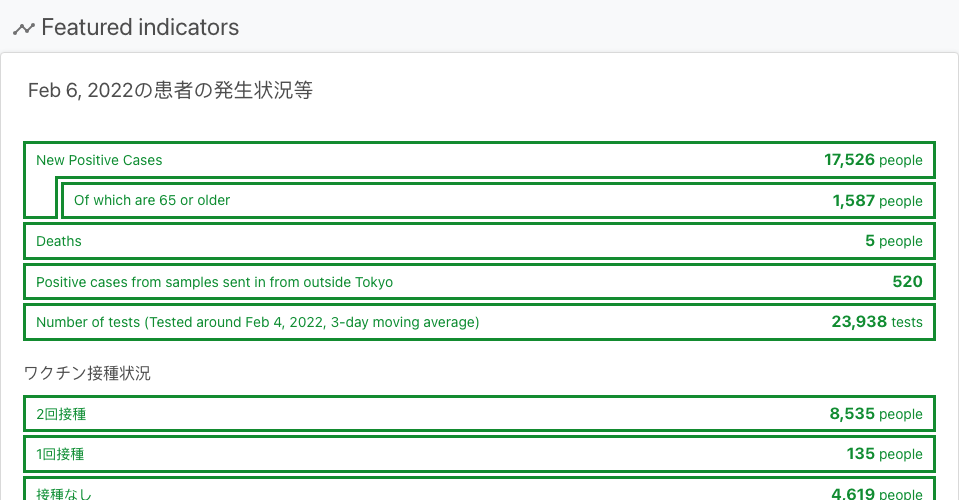 Featured indicators
Feb 6, 2022の患者の発生状況等
New Positive Cases 17,526 people
Of which are 65 or older 1,587 people
Deaths 5 people
Positive cases from samples sent in from outside Tokyo 520
Number of tests (Tested around Feb 4, 2022, 3-day moving average) 23,938 tests
ワクチン接種状況
2回接種 8,535 people
1回接種 135 people
接種なし 4,619 people